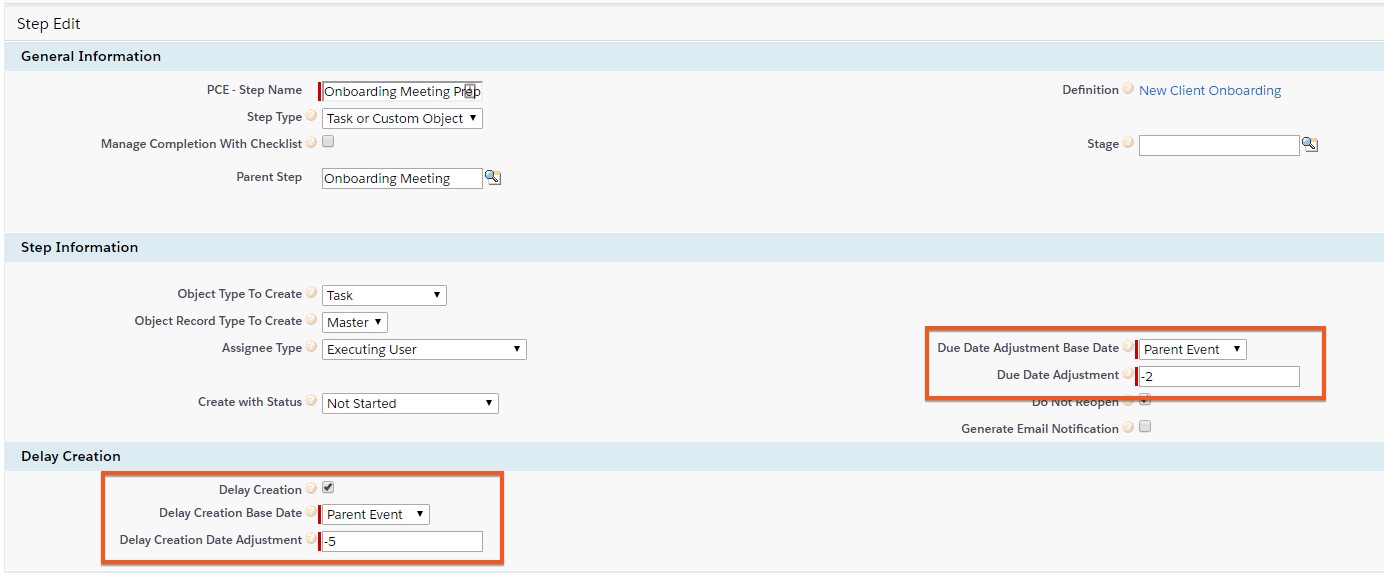 Step Edit
General Information
PCE - Step Name Onboarding Meeting Prep Definition ? New Client Onboarding
Step Type ? Task or Custom Object
Manage Completion With Checklist ? Stage ?
Parent Step Onboarding Meeting
Step Information
Object Type To Create ? Task
Object Record Type To Create ? Master
Assignee Type ? Executing User Due Date Adjustment Base Date ? Parent Event
Due Date Adjustment ? -2
Create with Status ? Not Started Do Not Reopen ?
Generate Email Notification ?
Delay Creation
Delay Creation ?
Delay Creation Base Date ? Parent Event
Delay Creation Date Adjustment ? -5